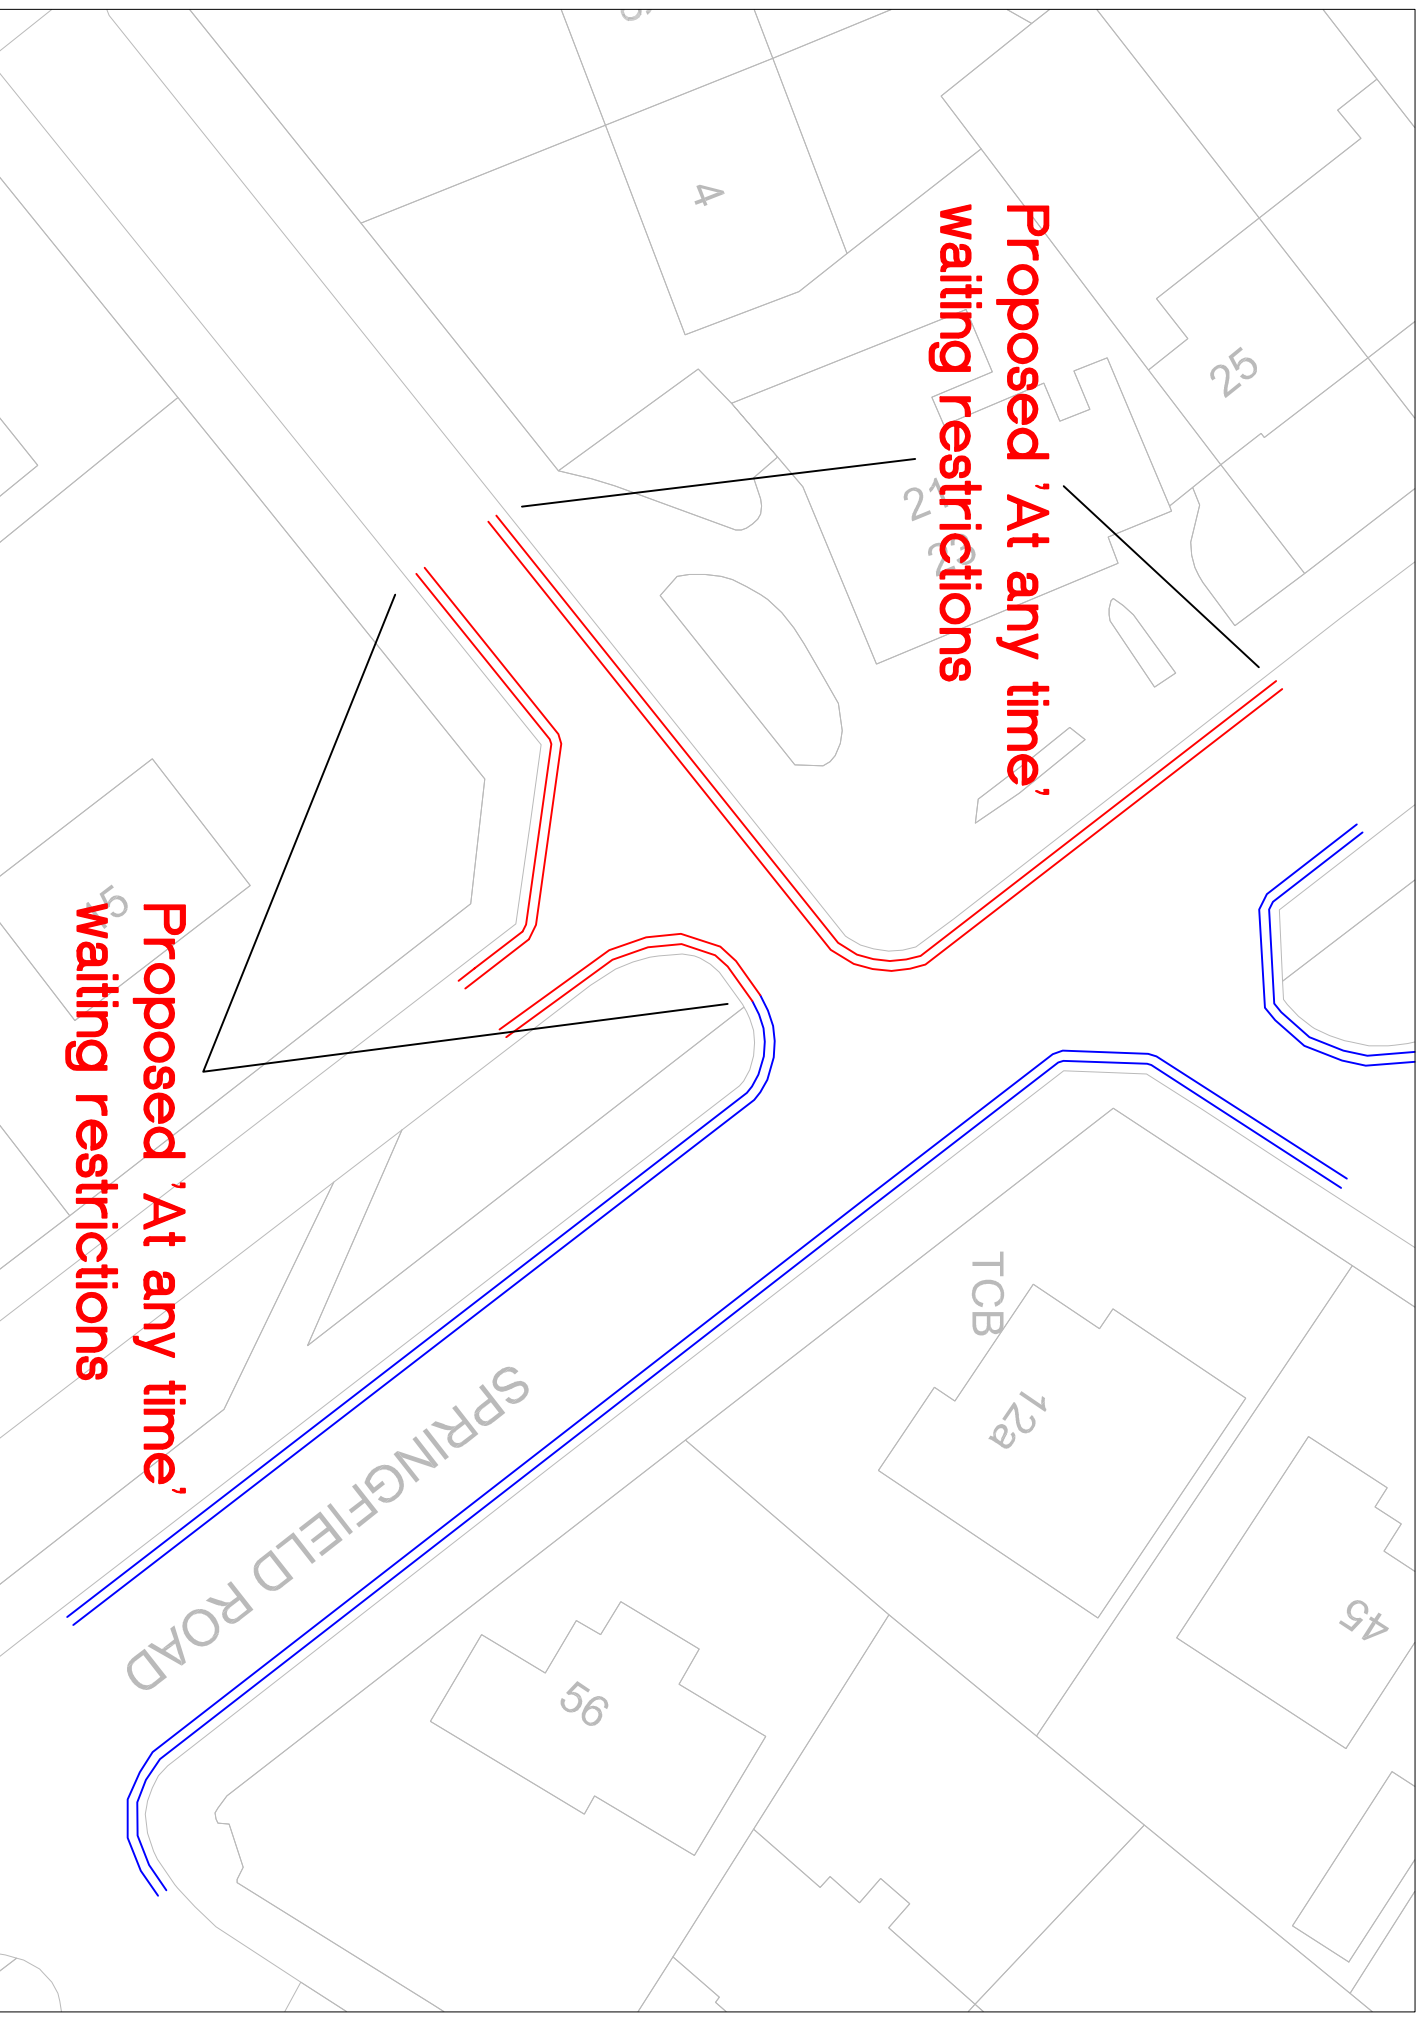 Proposed 'At any time'
waiting restrictions
Proposed 'At any time'
waiting restrictions
SPRINGFIELD ROAD
TCB
4
25
23
12a
45
56